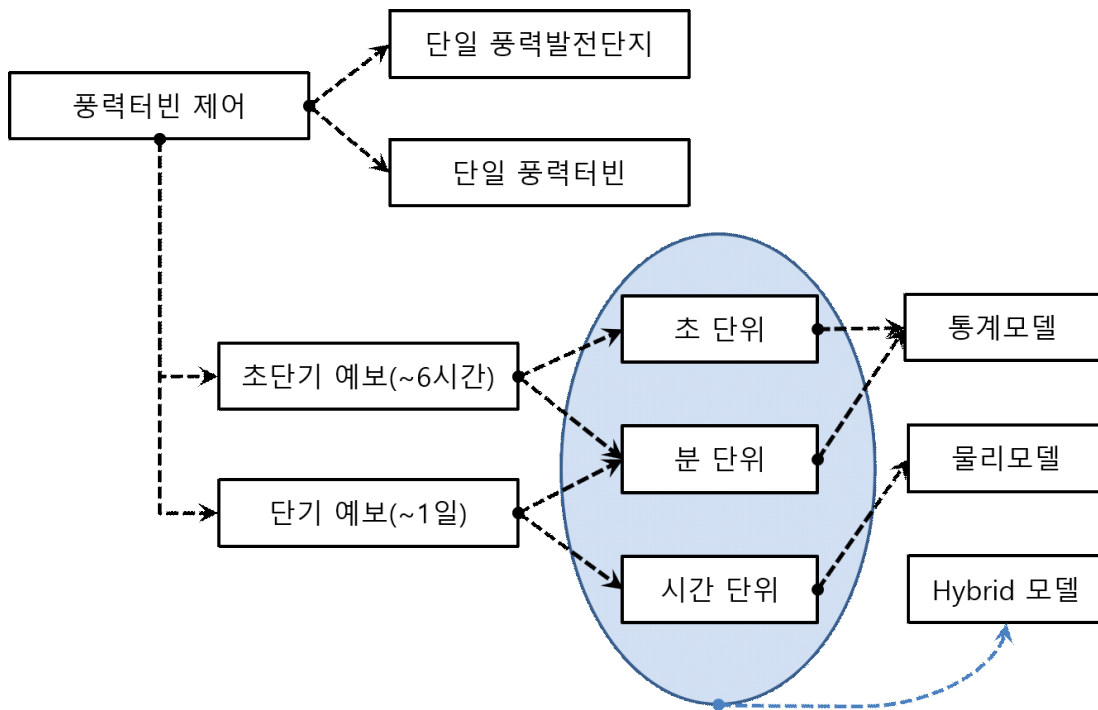 단일 풍력발전단지
풍력터빈 제어
단일 풍력터빈
초 단위
통계모델
초단기 예보(~6시간)
분 단위
물리모델
단기 예보(~1일)
시간 단위
Hybrid 모델